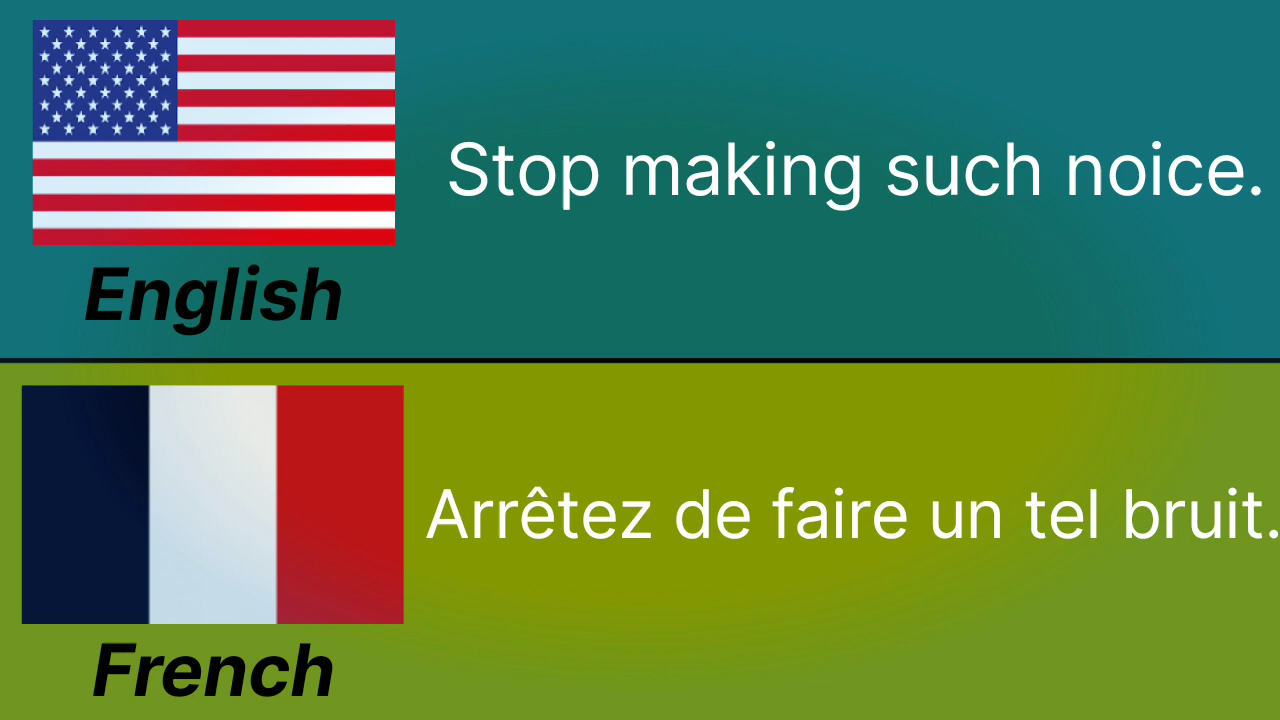 Stop making such noice.
English
Arrêtez de faire un tel bruit.
French